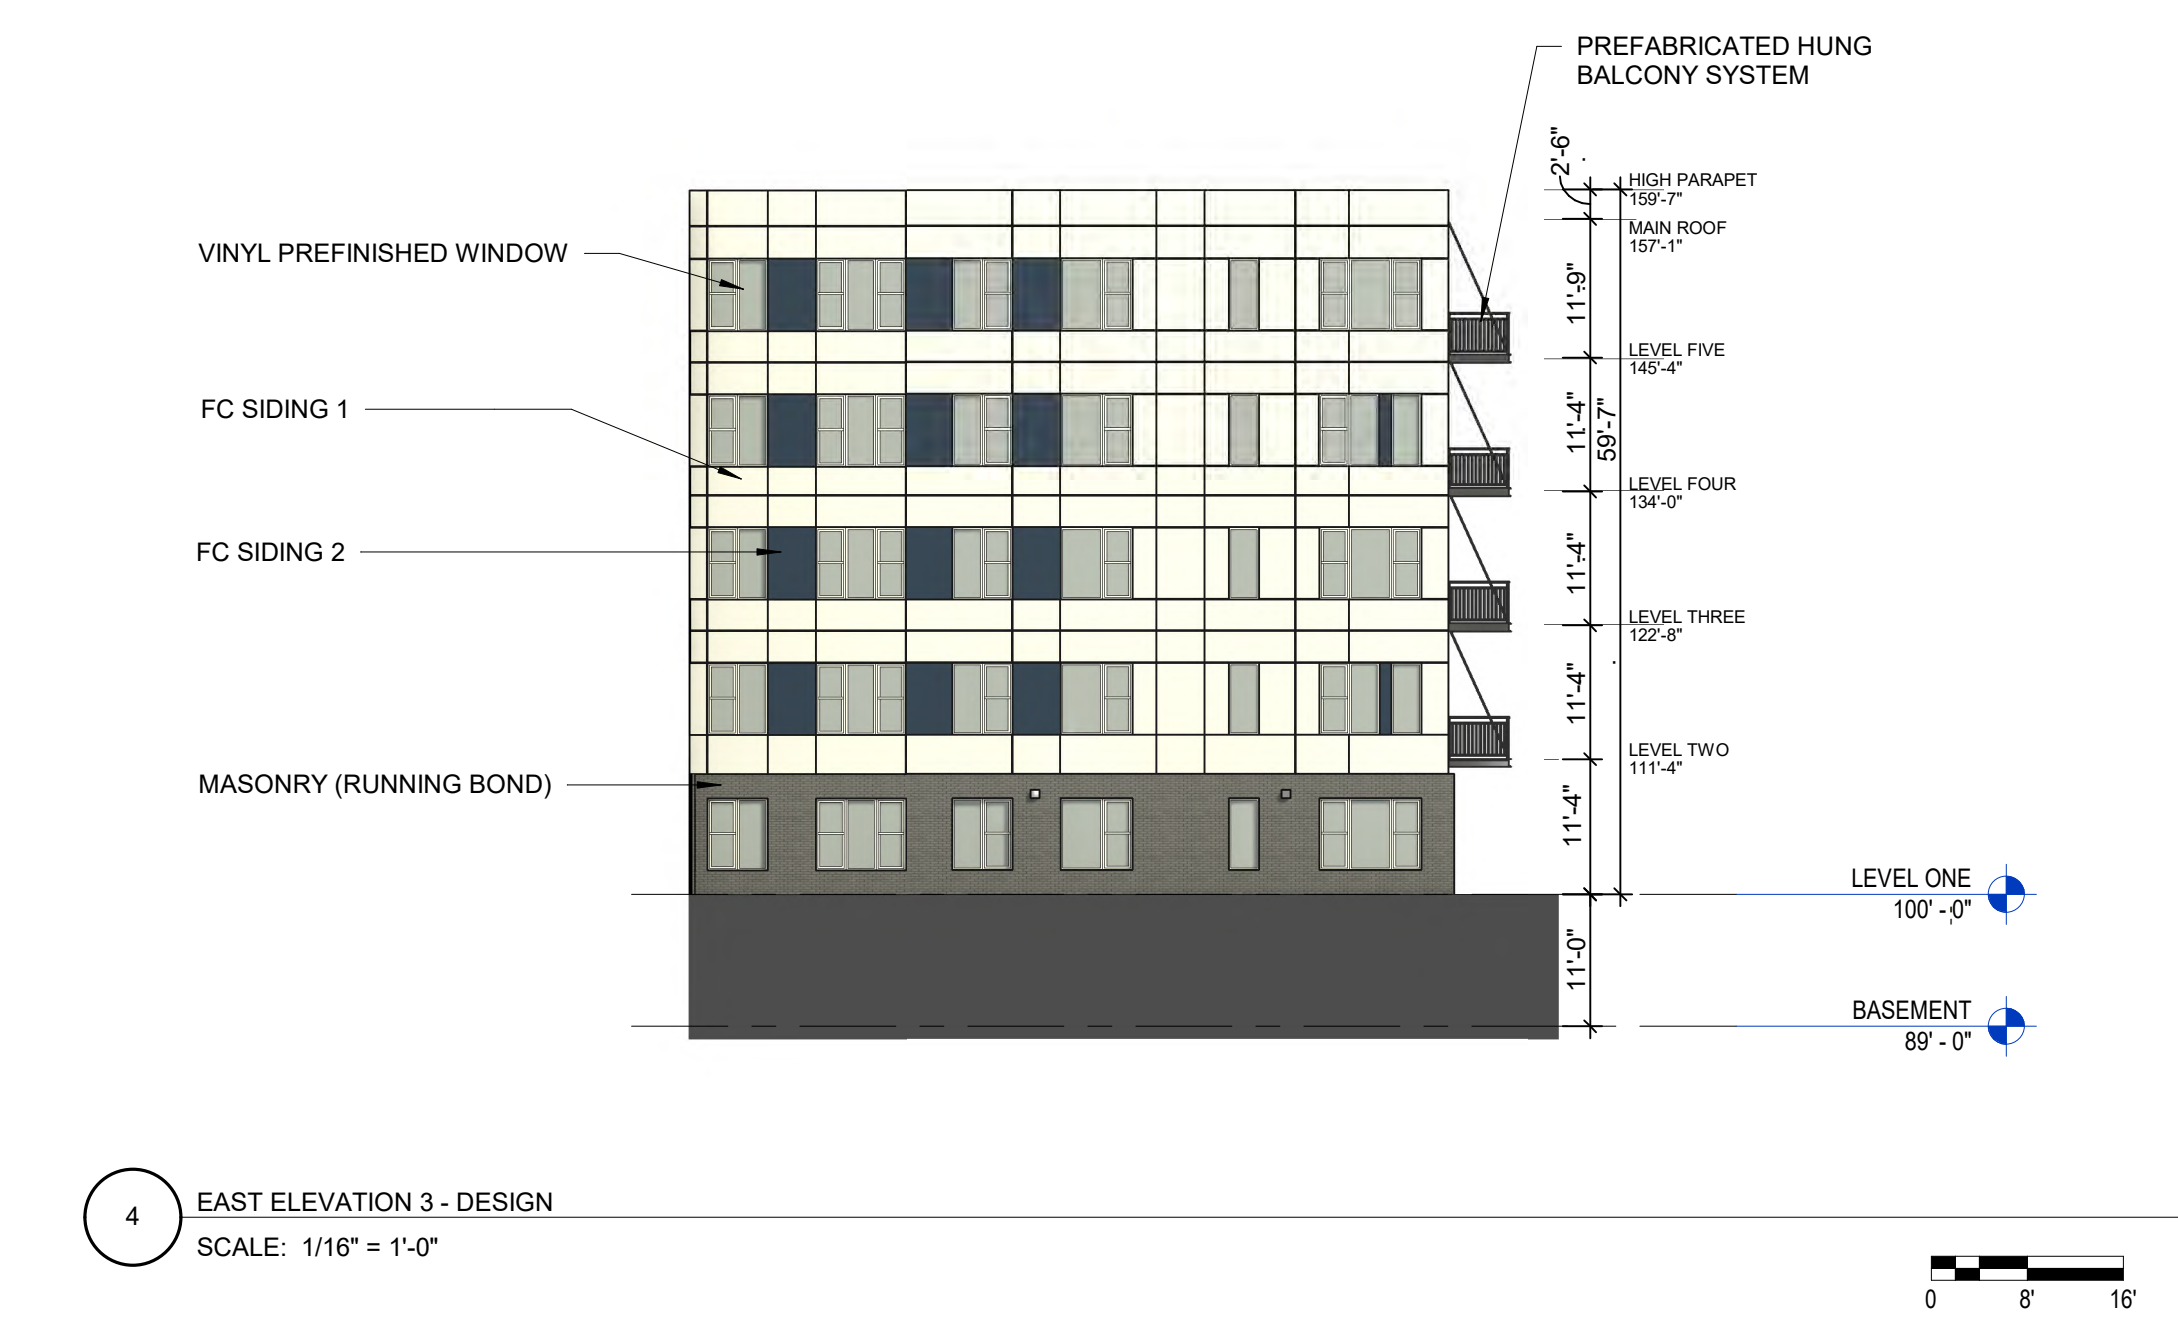 PREFABRICATED HUNG
BALCONY SYSTEM
2'-6"
HIGH PARAPET
159'-7"
MAIN ROOF
157'-1"
VINYL PREFINISHED WINDOW
11'-9"
LEVEL FIVE
145'-4"
FC SIDING 1
11'-4"
59'-7"
LEVEL FOUR
134'-0"
FC SIDING 2
11'-4"
LEVEL THREE
122'-8"
11'-4"
LEVEL TWO
111'-4"
MASONRY (RUNNING BOND)
11'-4"
LEVEL ONE
100' - 0"
11'-0"
BASEMENT
89' - 0"
4
EAST ELEVATION 3 - DESIGN
SCALE: 1/16" = 1'-0"
0 8' 16'